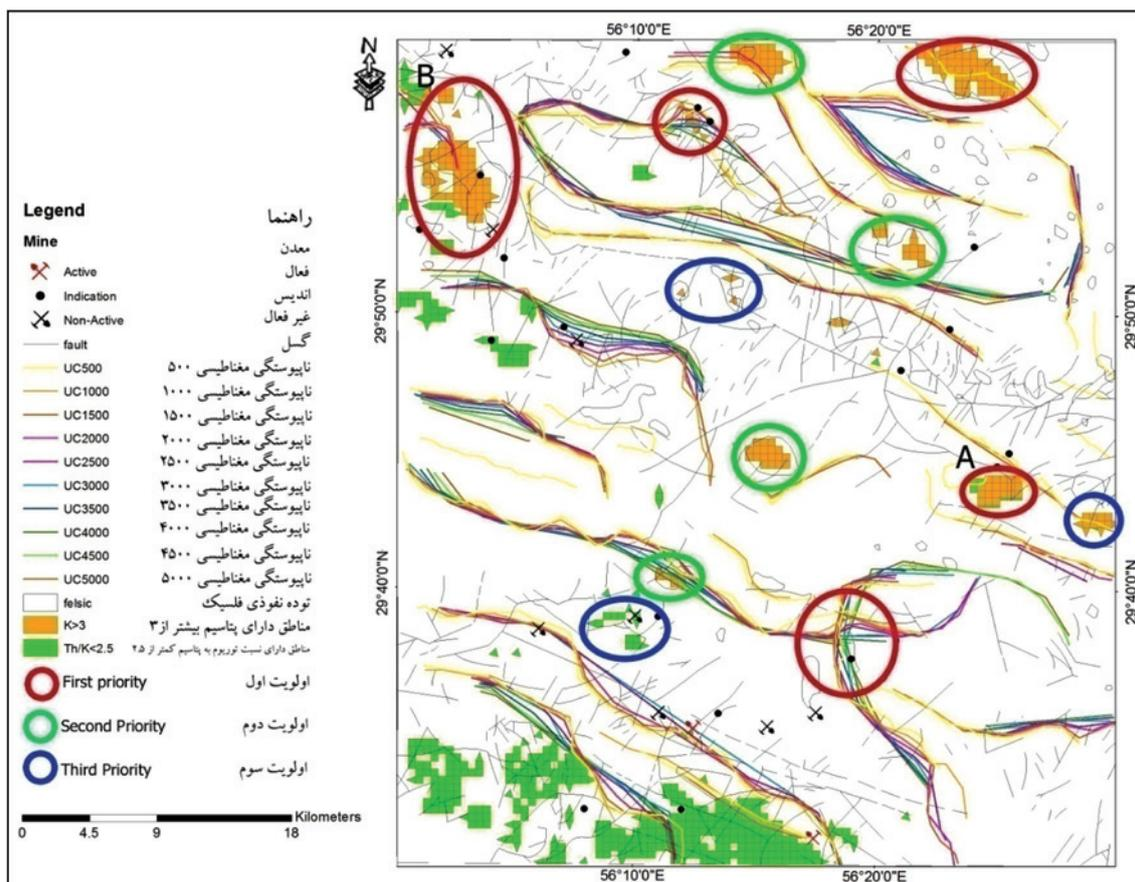 56°10'0"E
56°20'0"E
N
B
A
29°50'0"N
29°50'0"N
29°40'0"N
29°40'0"N
56°10'0"E
56°20'0"E
Legend راهنما
Mine معدن
Active فعال
Indication اندیس
Non-Active غیر فعال
fault گسل
UC500 ناپیوستگی مغناطیسی ۵۰۰
UC1000 ناپیوستگی مغناطیسی ۱۰۰۰
UC1500 ناپیوستگی مغناطیسی ۱۵۰۰
UC2000 ناپیوستگی مغناطیسی ۲۰۰۰
UC2500 ناپیوستگی مغناطیسی ۲۵۰۰
UC3000 ناپیوستگی مغناطیسی ۳۰۰۰
UC3500 ناپیوستگی مغناطیسی ۳۵۰۰
UC4000 ناپیوستگی مغناطیسی ۴۰۰۰
UC4500 ناپیوستگی مغناطیسی ۴۵۰۰
UC5000 ناپیوستگی مغناطیسی ۵۰۰۰
felsic توده نفوذی فلسیک
K>3 مناطق دارای پتاسیم بیشتر از ۳
Th/K<2.5 مناطق دارای نسبت توریوم به پتاسیم کمتر از ۲.۵
First priority اولویت اول
Second Priority اولویت دوم
Third Priority اولویت سوم
Kilometers
0 4.5 9 18